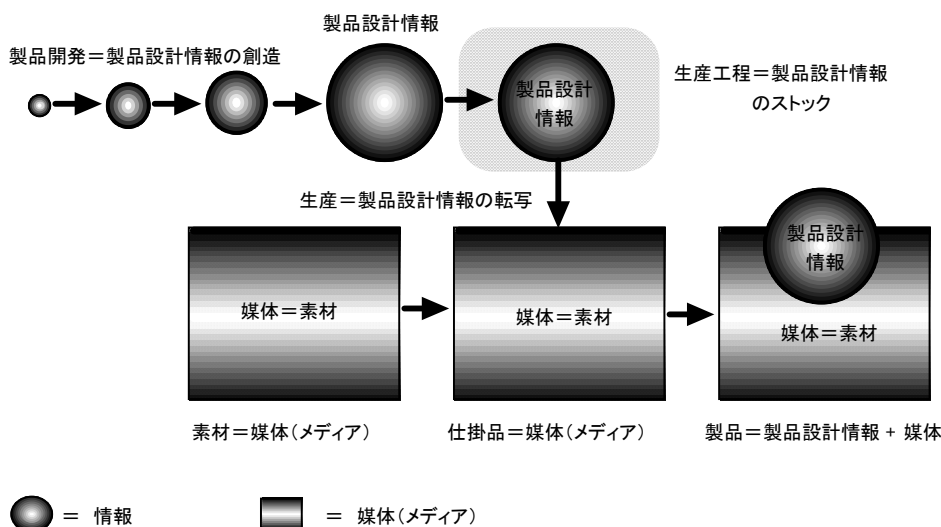 製品設計情報
製品開発＝製品設計情報の創造
製品設計
情報
生産工程＝製品設計情報
のストック
生産＝製品設計情報の転写
媒体＝素材
媒体＝素材
製品設計
情報
媒体＝素材
素材＝媒体（メディア）
仕掛品＝媒体（メディア）
製品＝製品設計情報 + 媒体
＝ 情報
＝ 媒体（メディア）